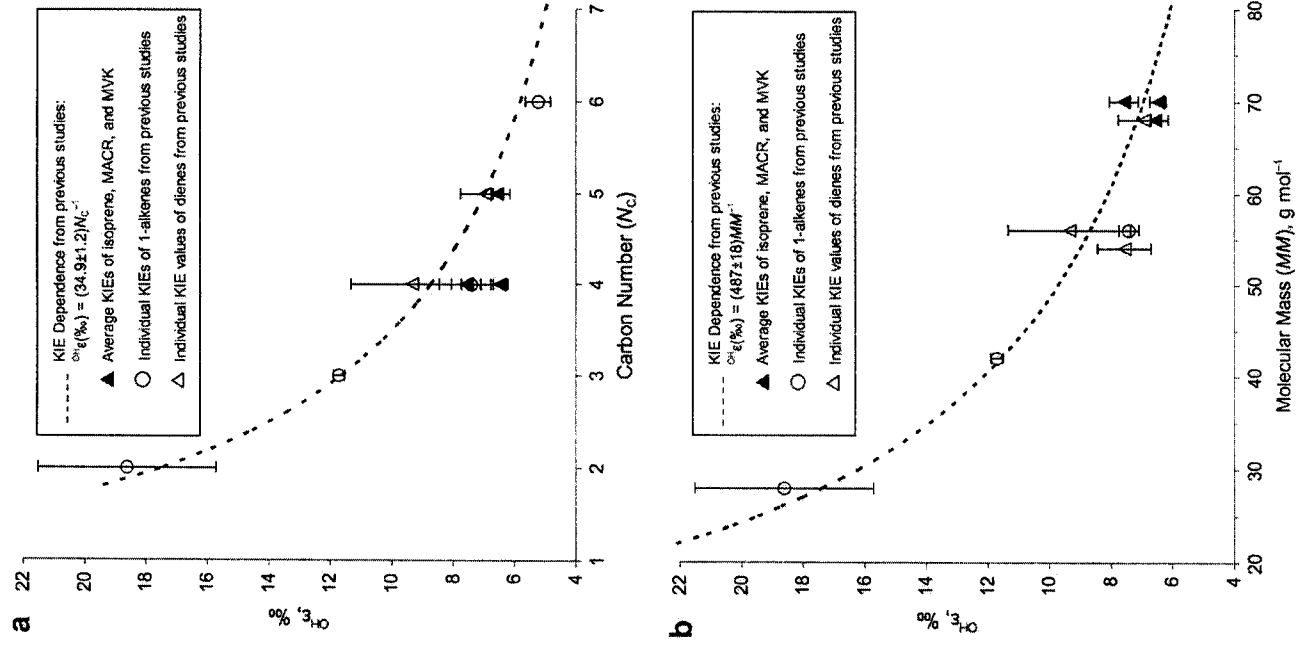 a
22
20
18
16
14
12
10
8
6
4
ᴼᴴε, ‰
1 2 3 4 5 6 7
Carbon Number (N_C)
KIE Dependence from previous studies:
ᴼᴴε(‰) = (34.9±1.2)N_C⁻¹
Average KIEs of isoprene, MACR, and MVK
Individual KIEs of 1-alkenes from previous studies
Individual KIE values of dienes from previous studies
b
22
20
18
16
14
12
10
8
6
4
ᴼᴴε, ‰
20 30 40 50 60 70 80
Molecular Mass (MM), g mol⁻¹
KIE Dependence from previous studies:
ᴼᴴε(‰) = (487±18)MM⁻¹
Average KIEs of isoprene, MACR, and MVK
Individual KIEs of 1-alkenes from previous studies
Individual KIE values of dienes from previous studies